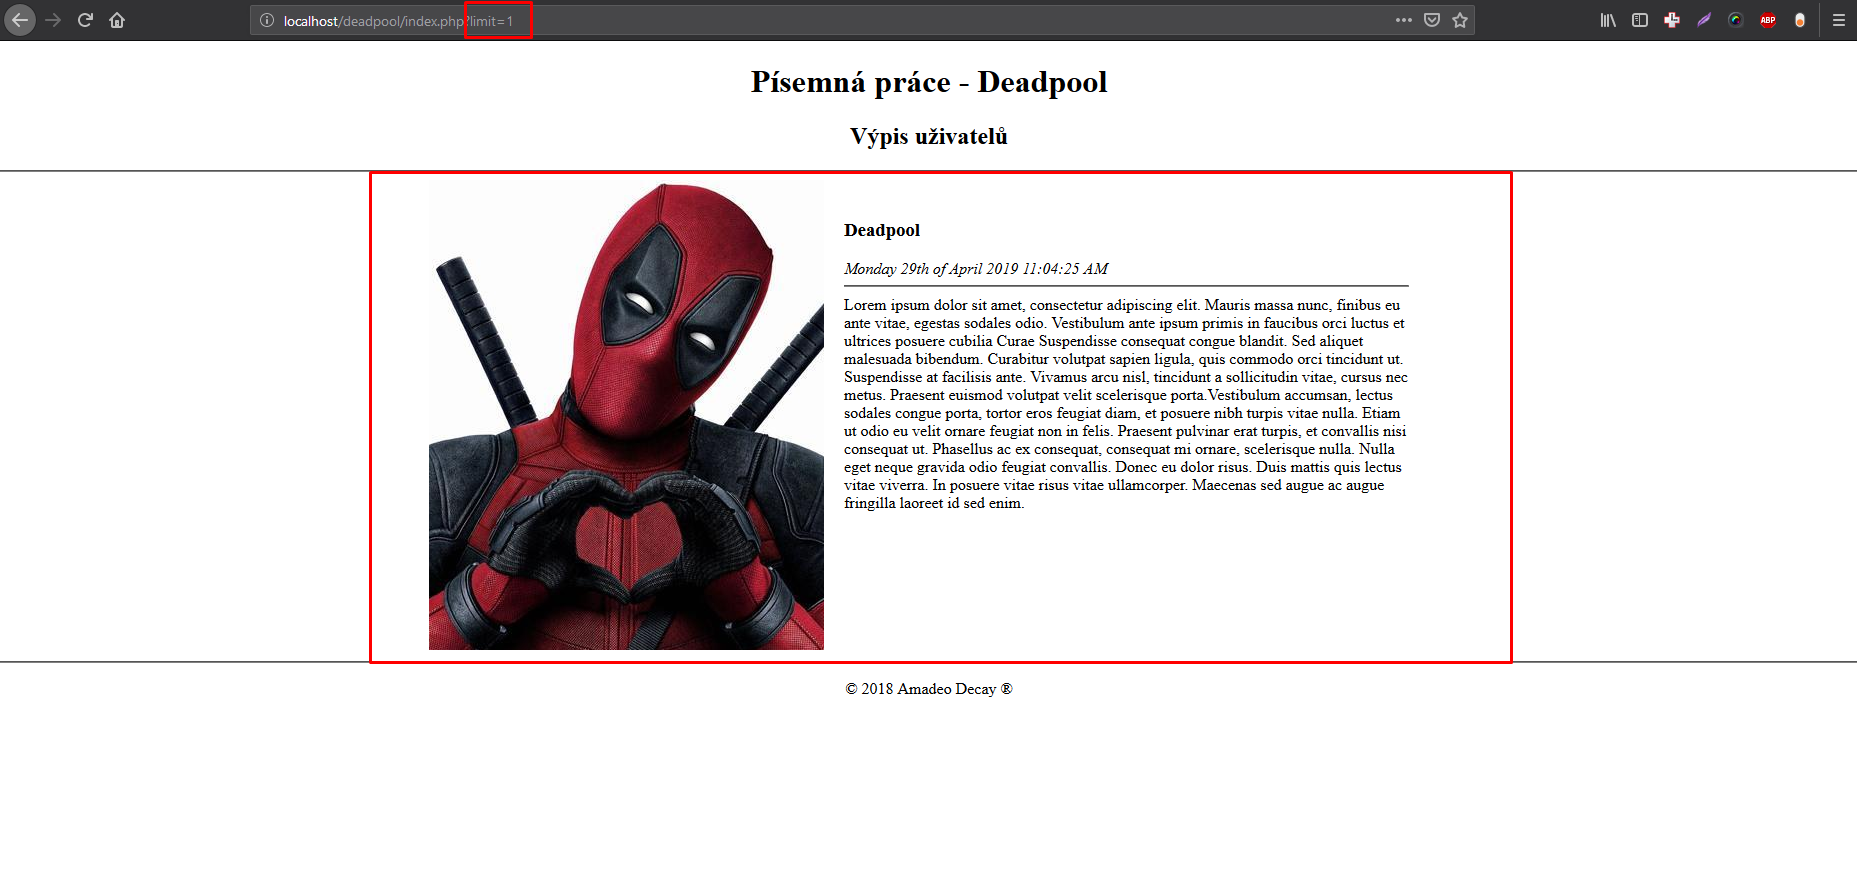 localhost/deadpool/index.php?limit=1
ABP
Písemná práce - Deadpool
Výpis uživatelů
Deadpool
Monday 29th of April 2019 11:04:25 AM
Lorem ipsum dolor sit amet, consectetur adipiscing elit. Mauris massa nunc, finibus eu
ante vitae, egestas sodales odio. Vestibulum ante ipsum primis in faucibus orci luctus et
ultrices posuere cubilia Curae Suspendisse consequat congue blandit. Sed aliquet
malesuada bibendum. Curabitur volutpat sapien ligula, quis commodo orci tincidunt ut.
Suspendisse at facilisis ante. Vivamus arcu nisl, tincidunt a sollicitudin vitae, cursus nec
metus. Praesent euismod volutpat velit scelerisque porta.Vestibulum accumsan, lectus
sodales congue porta, tortor eros feugiat diam, et posuere nibh turpis vitae nulla. Etiam
ut odio eu velit ornare feugiat non in felis. Praesent pulvinar erat turpis, et convallis nisi
consequat ut. Phasellus ac ex consequat, consequat mi ornare, scelerisque nulla. Nulla
eget neque gravida odio feugiat convallis. Donec eu dolor risus. Duis mattis quis lectus
vitae viverra. In posuere vitae risus vitae ullamcorper. Maecenas sed augue ac augue
fringilla laoreet id sed enim.
© 2018 Amadeo Decay ®